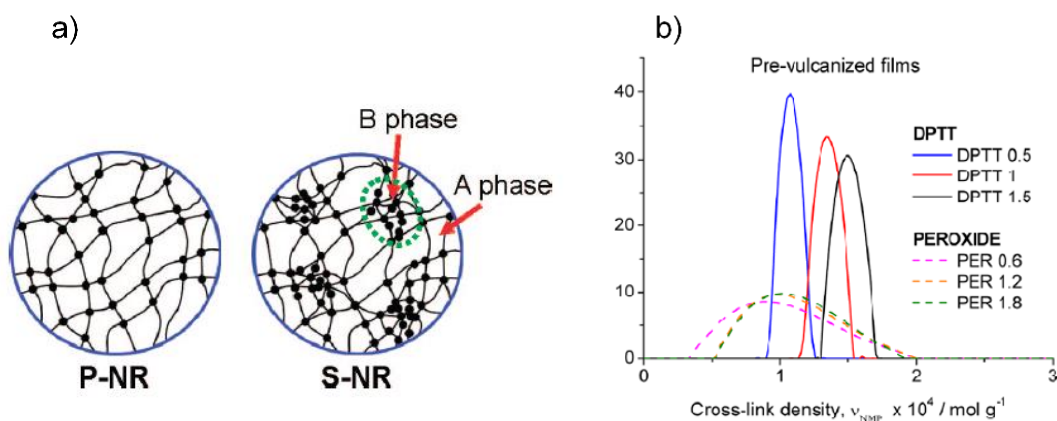 a)
B phase
A phase
P-NR
S-NR
b)
Pre-vulcanized films
40
30
20
10
0
0
1
2
3
DPTT
DPTT 0.5
DPTT 1
DPTT 1.5
PEROXIDE
PER 0.6
PER 1.2
PER 1.8
Cross-link density, ν_NMP x 10⁴ / mol g⁻¹